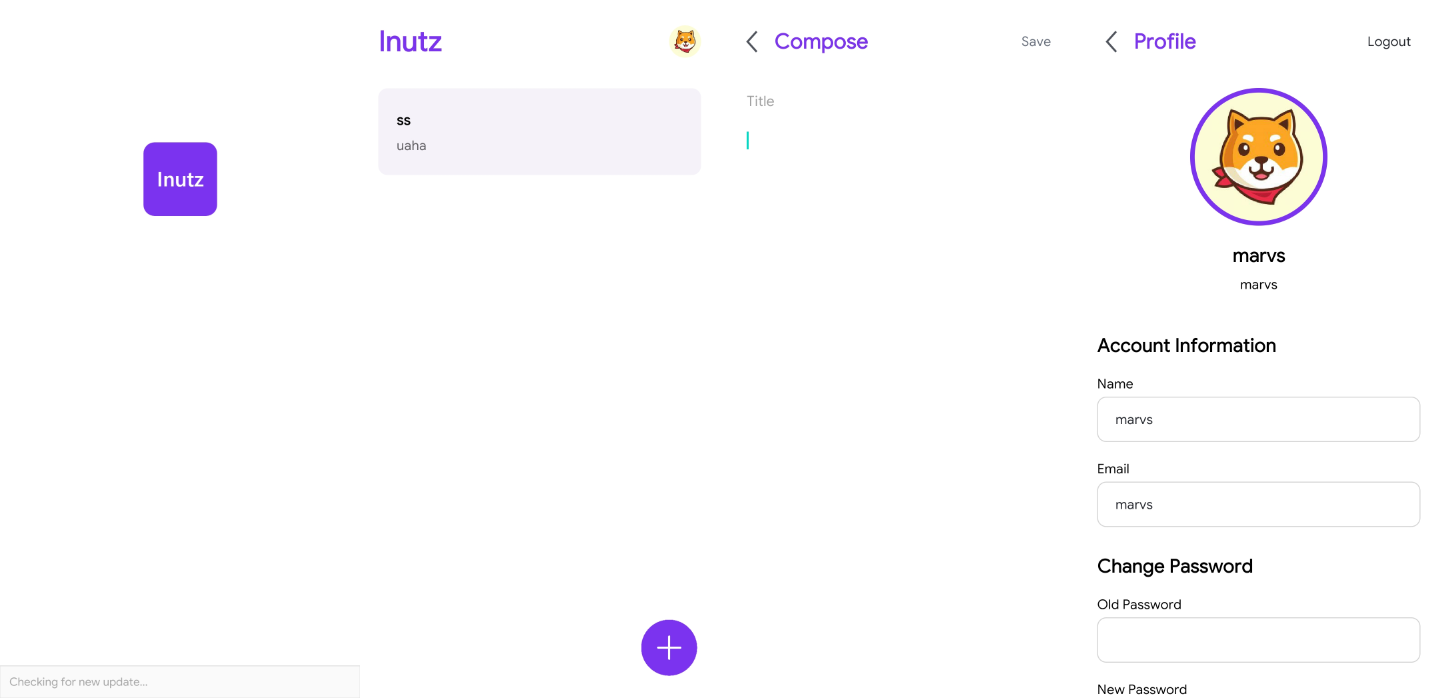 Inutz
Checking for new update...
Inutz
ss
uaha
Compose
Save
Title
Profile
Logout
marvs
marvs
Account Information
Name
marvs
Email
marvs
Change Password
Old Password
New Password